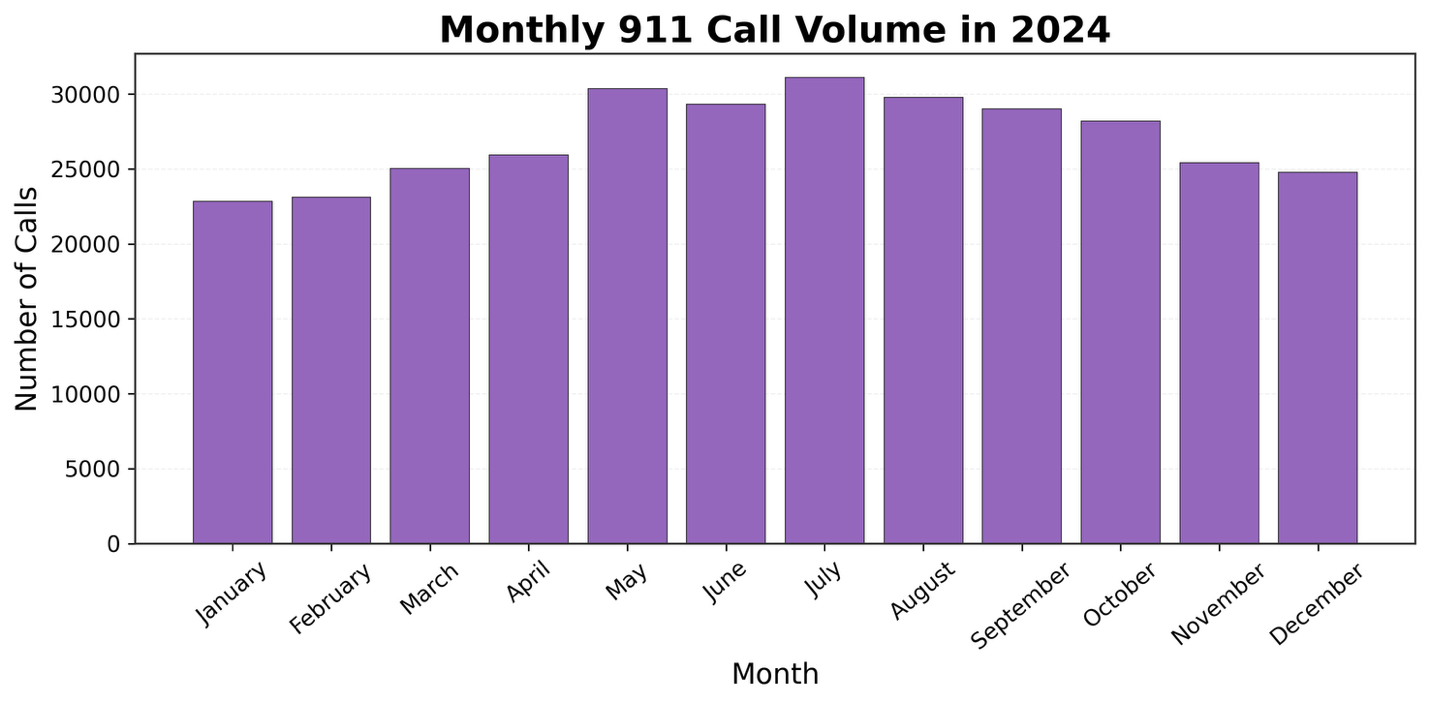 Monthly 911 Call Volume in 2024
Number of Calls
30000
25000
20000
15000
10000
5000
0
January
February
March
April
May
June
July
August
September
October
November
December
Month